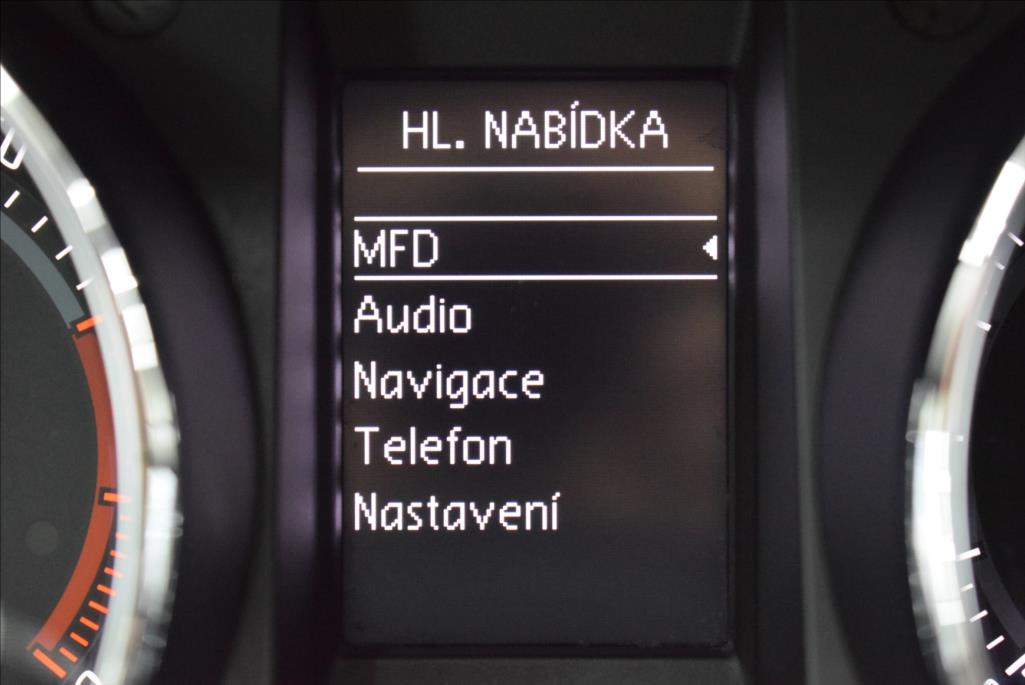 HL. NABÍDKA
MFD
Audio
Navigace
Telefon
Nastavení